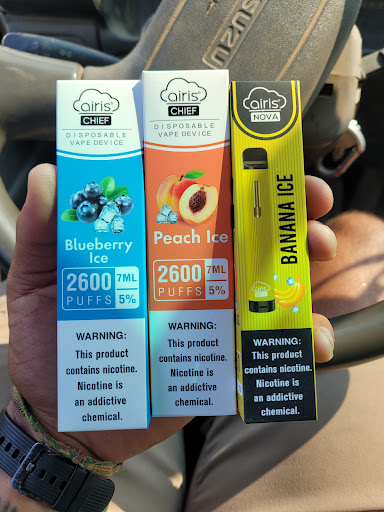 ISUZU
airis
CHIEF
DISPOSABLE
VAPE DEVICE
Blueberry
Ice
2600
PUFFS
7ML
5%
WARNING:
This product
contains nicotine.
Nicotine is
an addictive
chemical.
airis
CHIEF
DISPOSABLE
VAPE DEVICE
Peach Ice
2600
PUFFS
7ML
5%
WARNING:
This product
contains nicotine.
Nicotine is
an addictive
chemical.
airis
NOVA
BANANA ICE
WARNING:
This product
contains nicotine.
Nicotine is
an addictive
chemical.